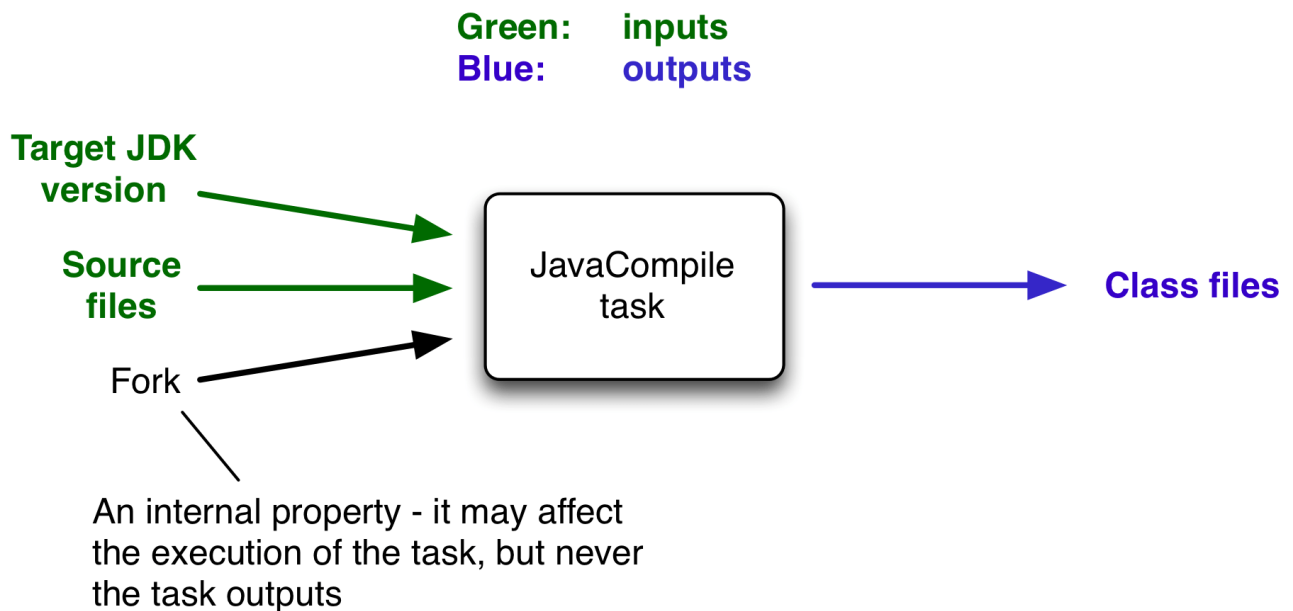 Green: inputs
Blue: outputs
Target JDK
version
Source
files
Fork
JavaCompile
task
Class files
An internal property - it may affect
the execution of the task, but never
the task outputs